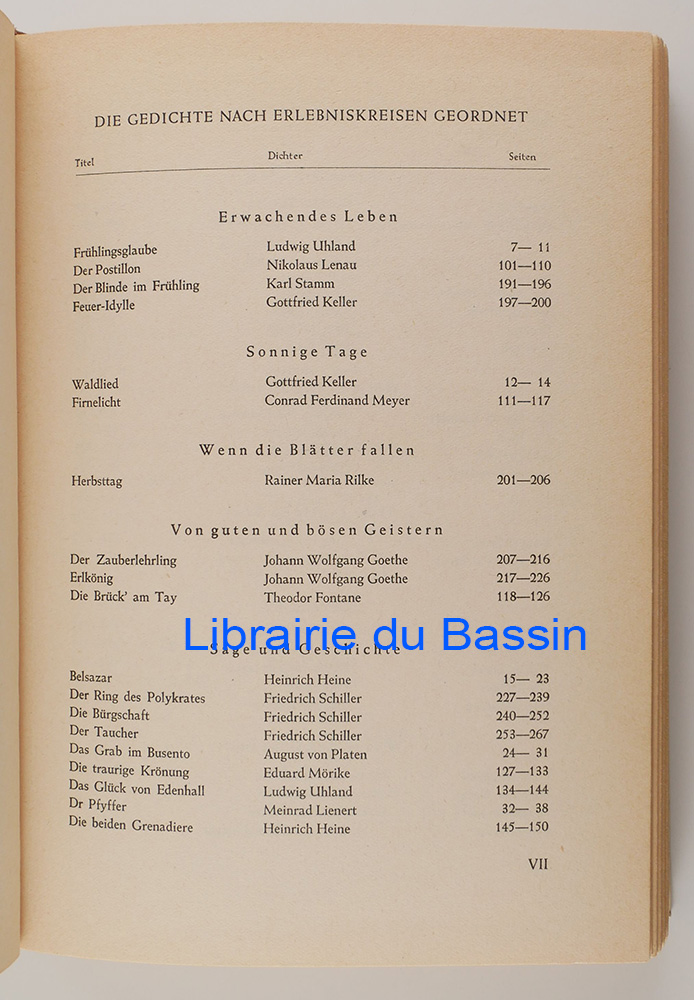 DIE GEDICHTE NACH ERLEBNISKREISEN GEORDNET
Titel Dichter Seiten
Erwachendes Leben
Frühlingsglaube Ludwig Uhland 7— 11
Der Postillon Nikolaus Lenau 101—110
Der Blinde im Frühling Karl Stamm 191—196
Feuer-Idylle Gottfried Keller 197—200
Sonnige Tage
Waldlied Gottfried Keller 12— 14
Firnelicht Conrad Ferdinand Meyer 111—117
Wenn die Blätter fallen
Herbsttag Rainer Maria Rilke 201—206
Von guten und bösen Geistern
Der Zauberlehrling Johann Wolfgang Goethe 207—216
Erlkönig Johann Wolfgang Goethe 217—226
Die Brück' am Tay Theodor Fontane 118—126
Librairie du Bassin
Sage und Geschichte
Belsazar Heinrich Heine 15— 23
Der Ring des Polykrates Friedrich Schiller 227—239
Die Bürgschaft Friedrich Schiller 240—252
Der Taucher Friedrich Schiller 253—267
Das Grab im Busento August von Platen 24— 31
Die traurige Krönung Eduard Mörike 127—133
Das Glück von Edenhall Ludwig Uhland 134—144
Dr Pfyffer Meinrad Lienert 32— 38
Die beiden Grenadiere Heinrich Heine 145—150
VII